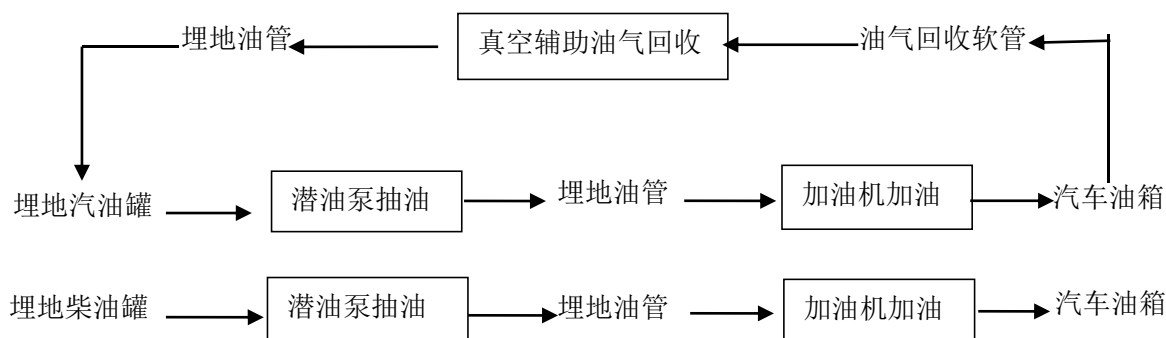 埋地油管 真空辅助油气回收 油气回收软管
埋地汽油罐 潜油泵抽油 埋地油管 加油机加油 汽车油箱
埋地柴油罐 潜油泵抽油 埋地油管 加油机加油 汽车油箱